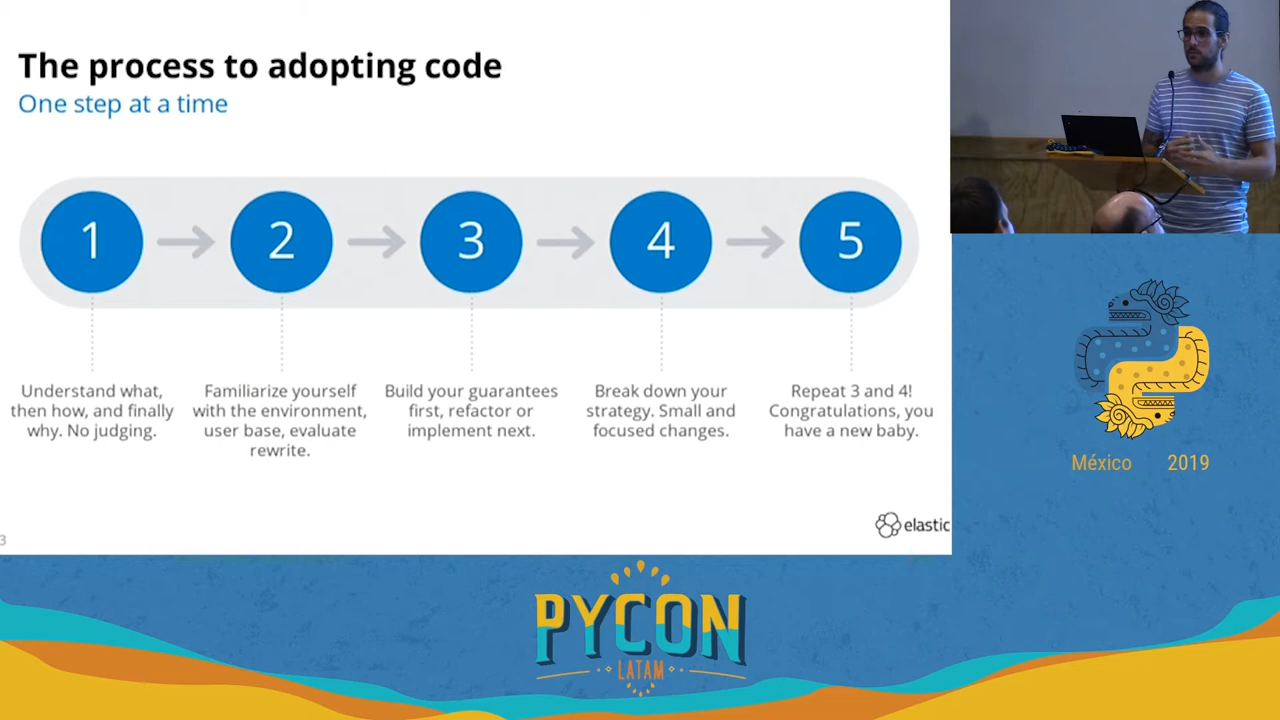 The process to adopting code
One step at a time
1
2
3
4
5
Understand what,
then how, and finally
why. No judging.
Familiarize yourself
with the environment,
user base, evaluate
rewrite.
Build your guarantees
first, refactor or
implement next.
Break down your
strategy. Small and
focused changes.
Repeat 3 and 4!
Congratulations, you
have a new baby.
3
elastic
México 2019
PYCON
LATAM